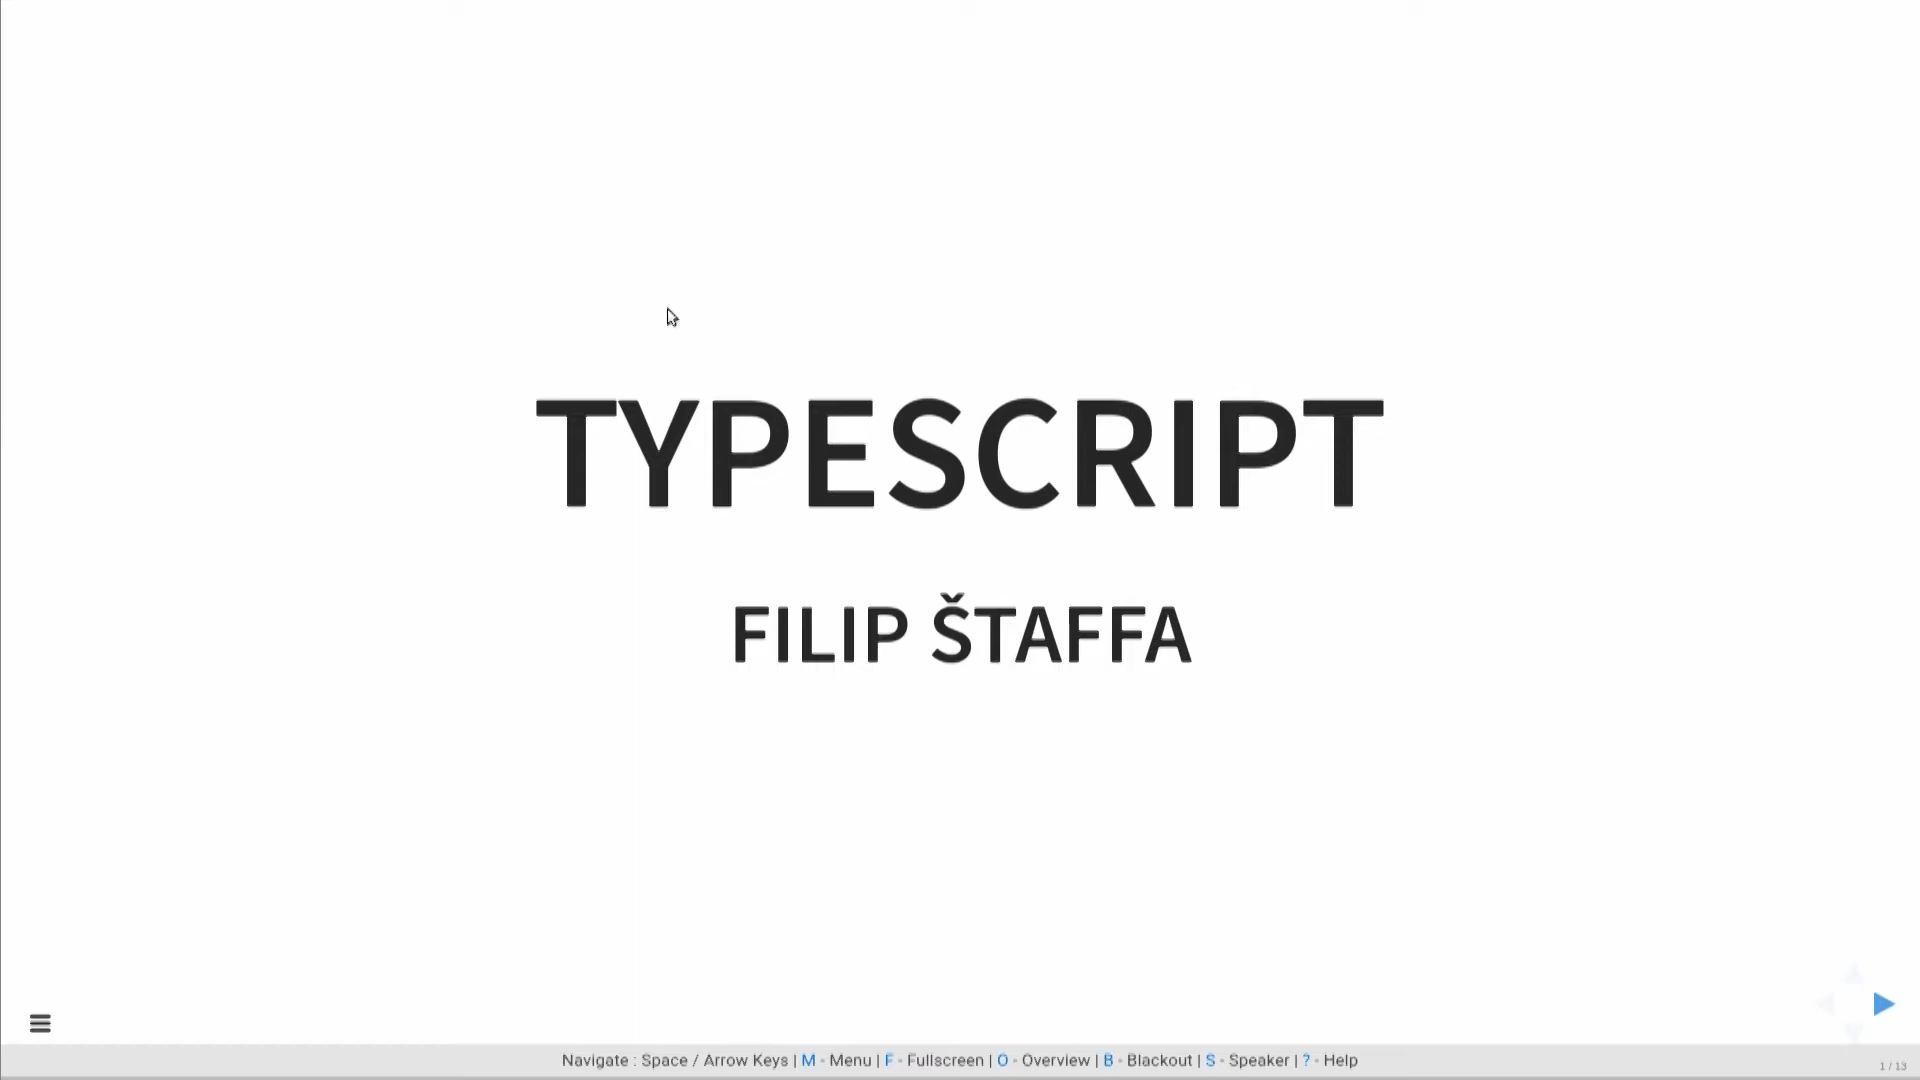 TYPESCRIPT
FILIP ŠTAFFA
Navigate : Space / Arrow Keys | M - Menu | F - Fullscreen | O - Overview | B - Blackout | S - Speaker | ? - Help
1 / 13